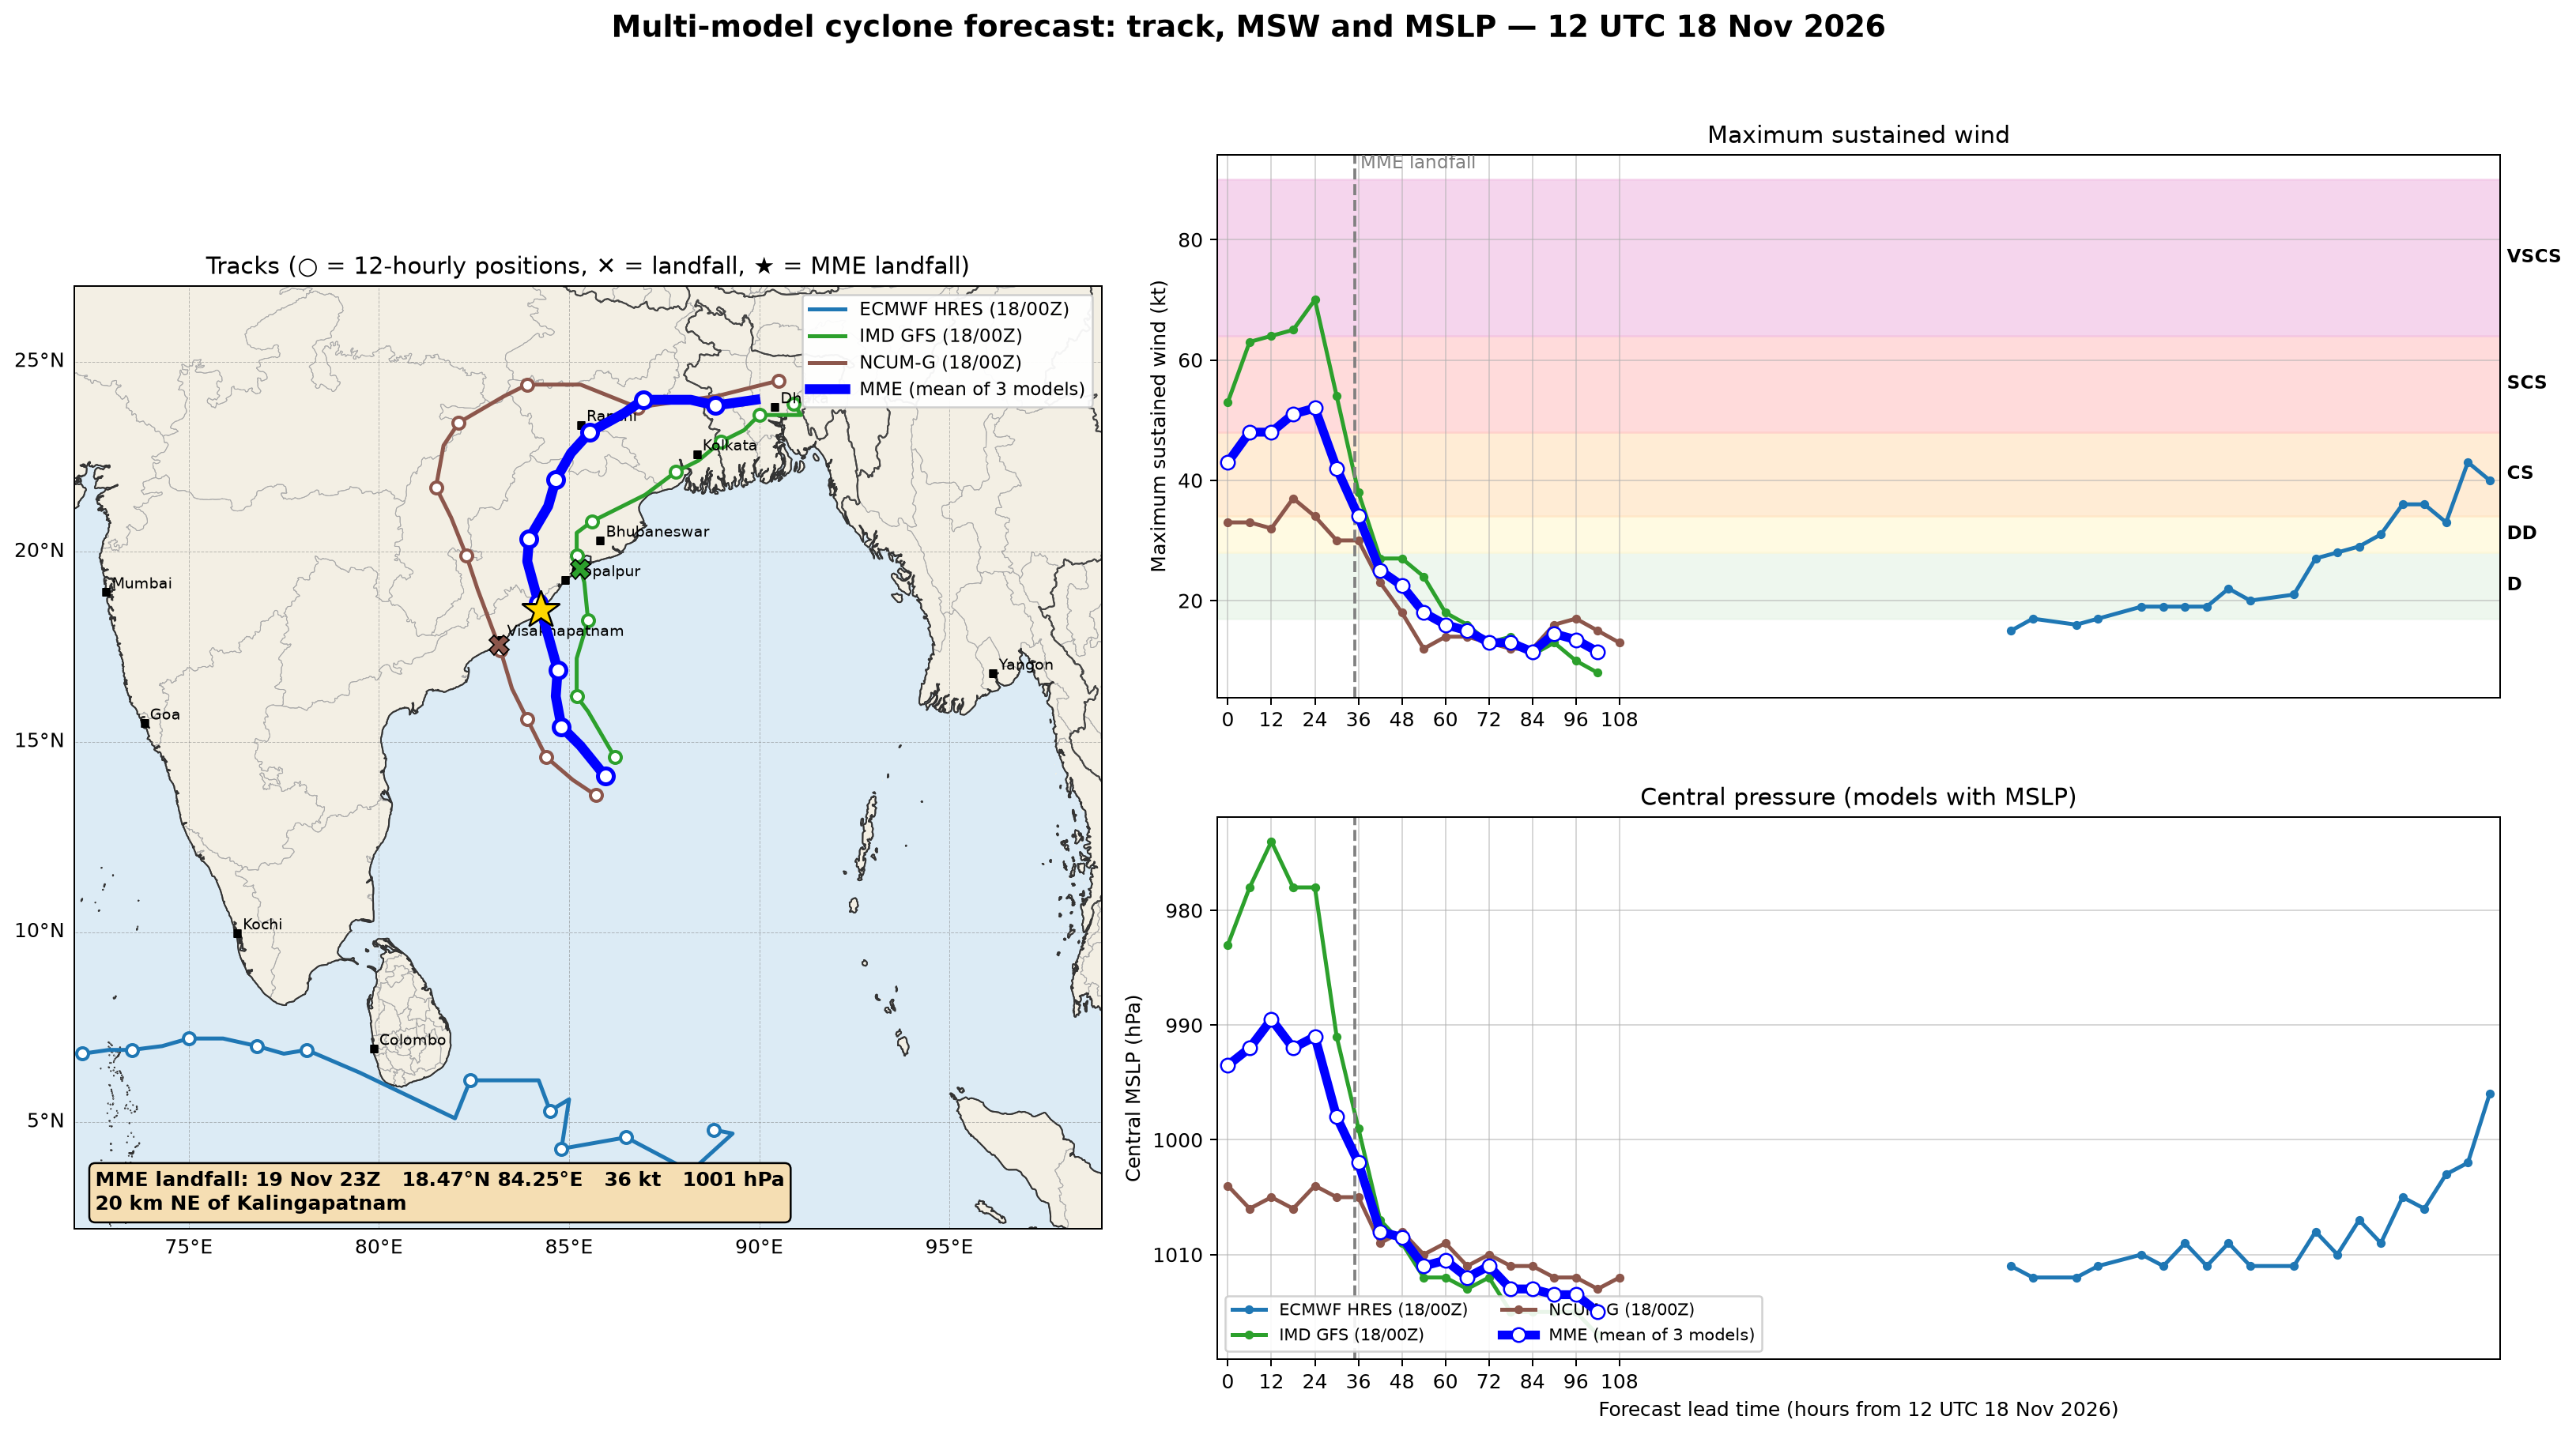 Multi-model cyclone forecast: track, MSW and MSLP — 12 UTC 18 Nov 2026
Tracks (○ = 12-hourly positions, ✕ = landfall, ★ = MME landfall)
ECMWF HRES (18/00Z)
IMD GFS (18/00Z)
NCUM-G (18/00Z)
MME (mean of 3 models)
25°N
20°N
15°N
10°N
5°N
75°E
80°E
85°E
90°E
95°E
Dh
Kolkata
Bhubaneswar
palpur
Visakhapatnam
Mumbai
Goa
Kochi
Colombo
Yangon
MME landfall: 19 Nov 23Z 18.47°N 84.25°E 36 kt 1001 hPa
20 km NE of Kalingapatnam
Maximum sustained wind
MME landfall
Maximum sustained wind (kt)
80
60
40
20
VSCS
SCS
CS
DD
D
0 12 24 36 48 60 72 84 96 108
Central pressure (models with MSLP)
Central MSLP (hPa)
980
990
1000
1010
ECMWF HRES (18/00Z)
IMD GFS (18/00Z)
NCUM-G (18/00Z)
MME (mean of 3 models)
0 12 24 36 48 60 72 84 96 108
Forecast lead time (hours from 12 UTC 18 Nov 2026)